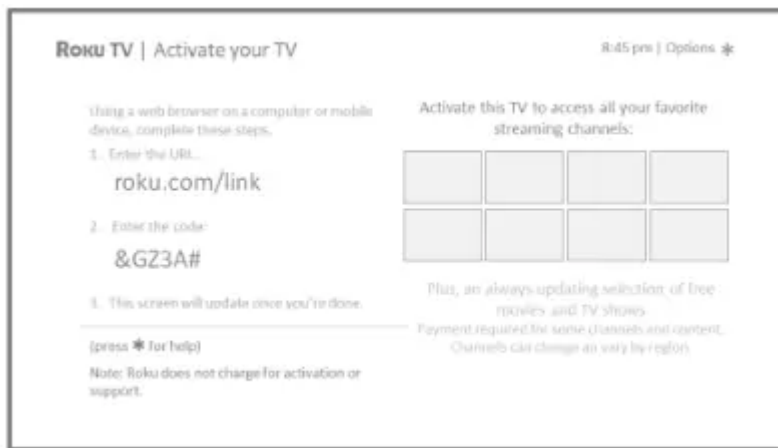 Roku TV | Activate your TV
8:45 pm | Options ✱
Using a web browser on a computer or mobile
device, complete these steps.
1. Enter the URL:
roku.com/link
2. Enter the code:
&GZ3A#
3. This screen will update once you're done.
(press ✱ for help)
Note: Roku does not charge for activation or
support.
Activate this TV to access all your favorite
streaming channels:
Plus, an always updating selection of free
movies and TV shows
Payment required for some channels and content.
Channels can change an vary by region